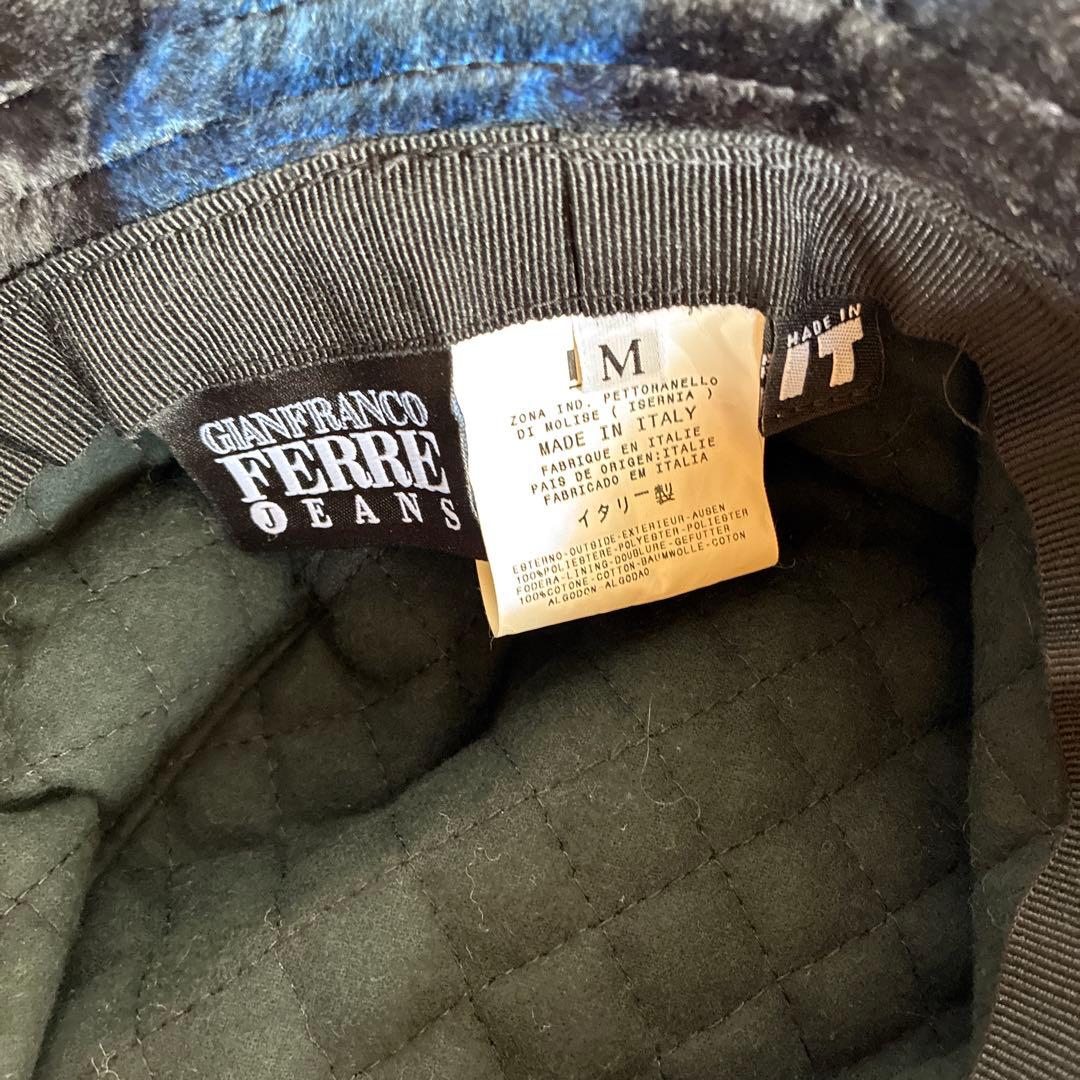 GIANFRANCO
FERRE
JEANS
M
ZONA IND. PETTORANELLO
DI MOLISE ( ISERNIA )
MADE IN ITALY
FABRIQUE EN ITALIE
PAIS DE ORIGEN:ITALIE
FABRICADO EM ITALIA
イタリー製
ESTERNO-OUTSIDE-EXTERIEUR-AUSEN
100%POLIESTERE-POLYESTER-POLIESTER
FODERA-LINING-DOUBLURE-GEFUTTER
100%COTONE-COTTON-BAUMWOLLE-COTON
ALGODON ALGODAO
MADE IN
IT